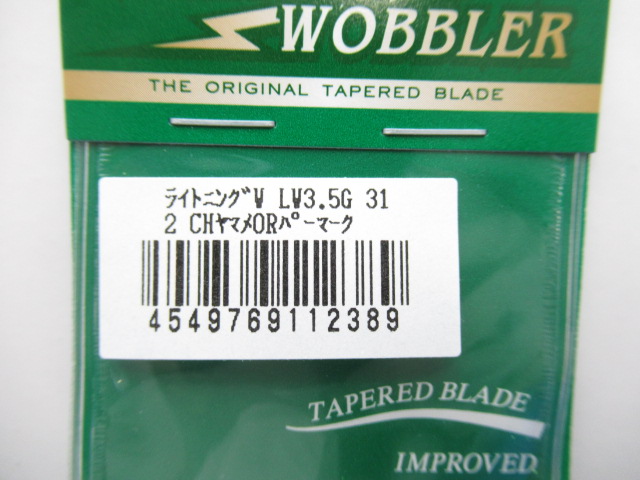 WOBBLER
THE ORIGINAL TAPERED BLADE
ﾗｲﾄﾆﾝｸﾞW LW3.5G 31
2 CHﾔﾏﾒORﾊﾟｰﾏｰｸ
4549769112389
TAPERED BLADE
IMPROVED